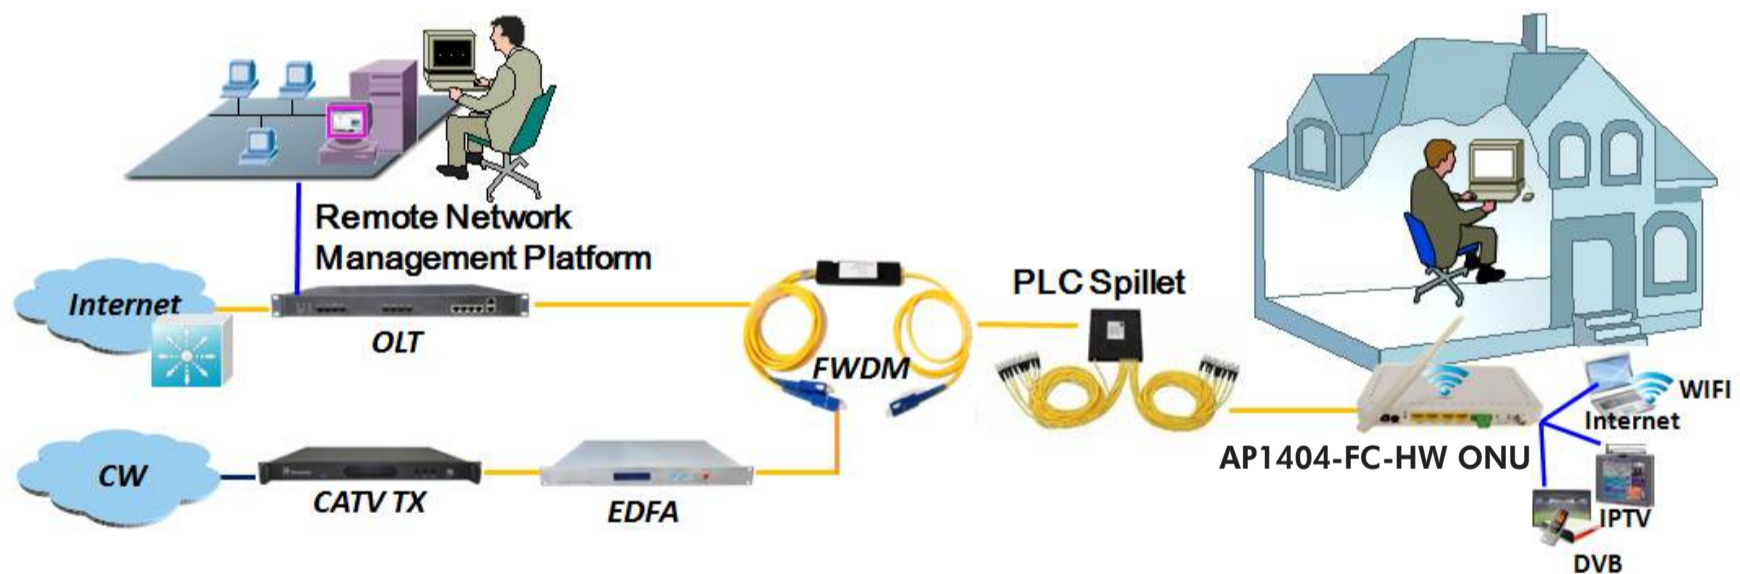 Remote Network
Management Platform
Internet
OLT
FWDM
PLC Spillet
CW
CATV TX
EDFA
AP1404-FC-HW ONU
WIFI
Internet
IPTV
DVB